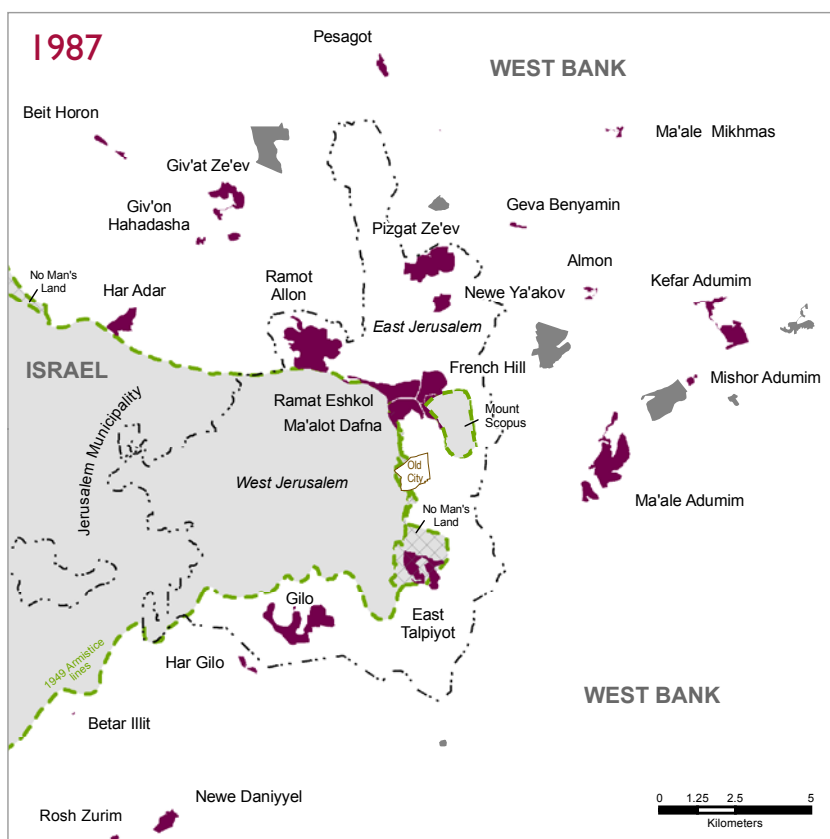 1987
Pesagot
WEST BANK
Beit Horon
Ma'ale Mikhmas
Giv'at Ze'ev
Giv'on
Hahadasha
Geva Benyamin
Pizgat Ze'ev
No Man's
Land
Har Adar
Ramot
Allon
Almon
Kefar Adumim
Newe Ya'akov
East Jerusalem
ISRAEL
French Hill
Mishor Adumim
Jerusalem Municipality
Ramat Eshkol
Ma'alot Dafna
Mount
Scopus
West Jerusalem
Old
City
Ma'ale Adumim
No Man's
Land
Gilo
East
Talpiyot
1949 Armistice
lines
Har Gilo
WEST BANK
Betar Illit
Newe Daniyyel
Rosh Zurim
0 1.25 2.5 5
Kilometers